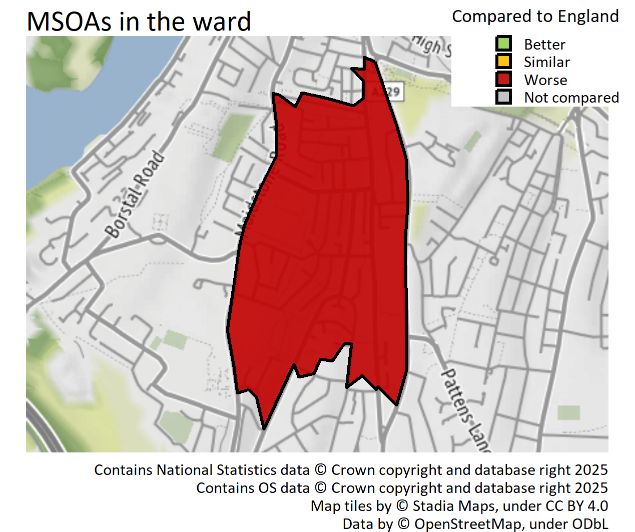 MSOAs in the ward
Compared to England
Better
Similar
Worse
Not compared
High S
Borstal Road
Pattens Lane
Contains National Statistics data © Crown copyright and database right 2025
Contains OS data © Crown copyright and database right 2025
Map tiles by © Stadia Maps, under CC BY 4.0
Data by © OpenStreetMap, under ODbL